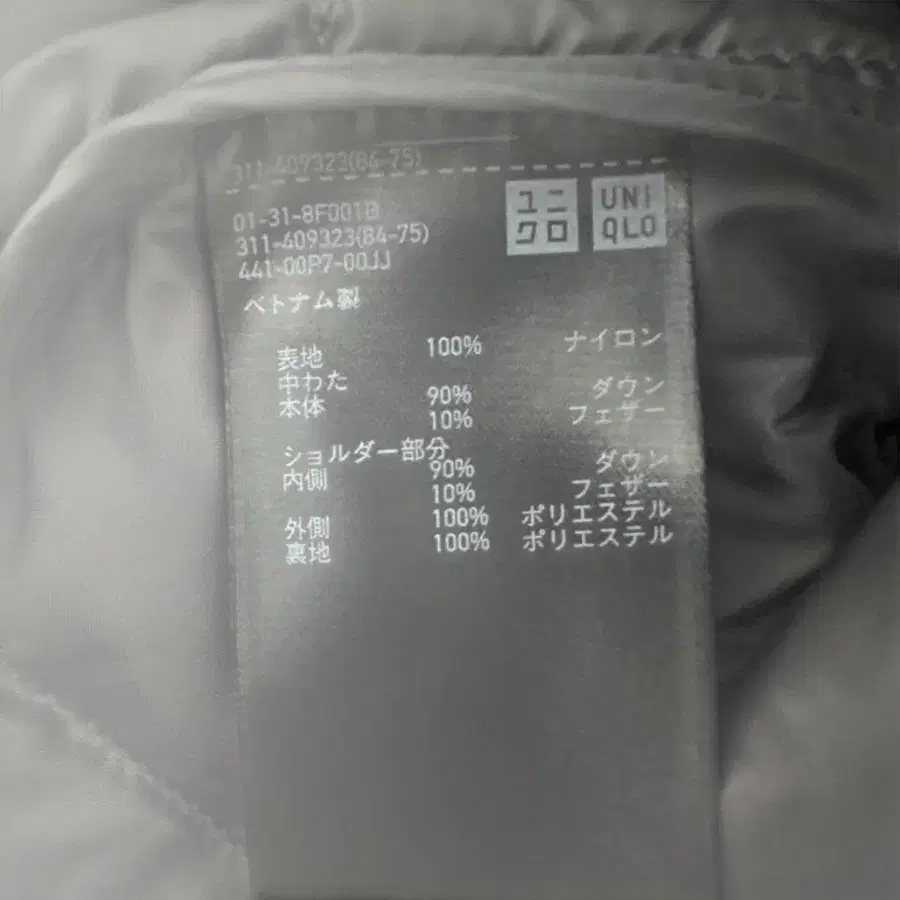 311-409323(84-75)
01-31-8F001B
311-409323(84-75)
441-00P7-00JJ
ユニ
クロ
UNI
QLO
ベトナム製
表地 100% ナイロン
中わた
本体 90% ダウン
10% フェザー
ショルダー部分
内側 90% ダウン
10% フェザー
外側 100% ポリエステル
裏地 100% ポリエステル